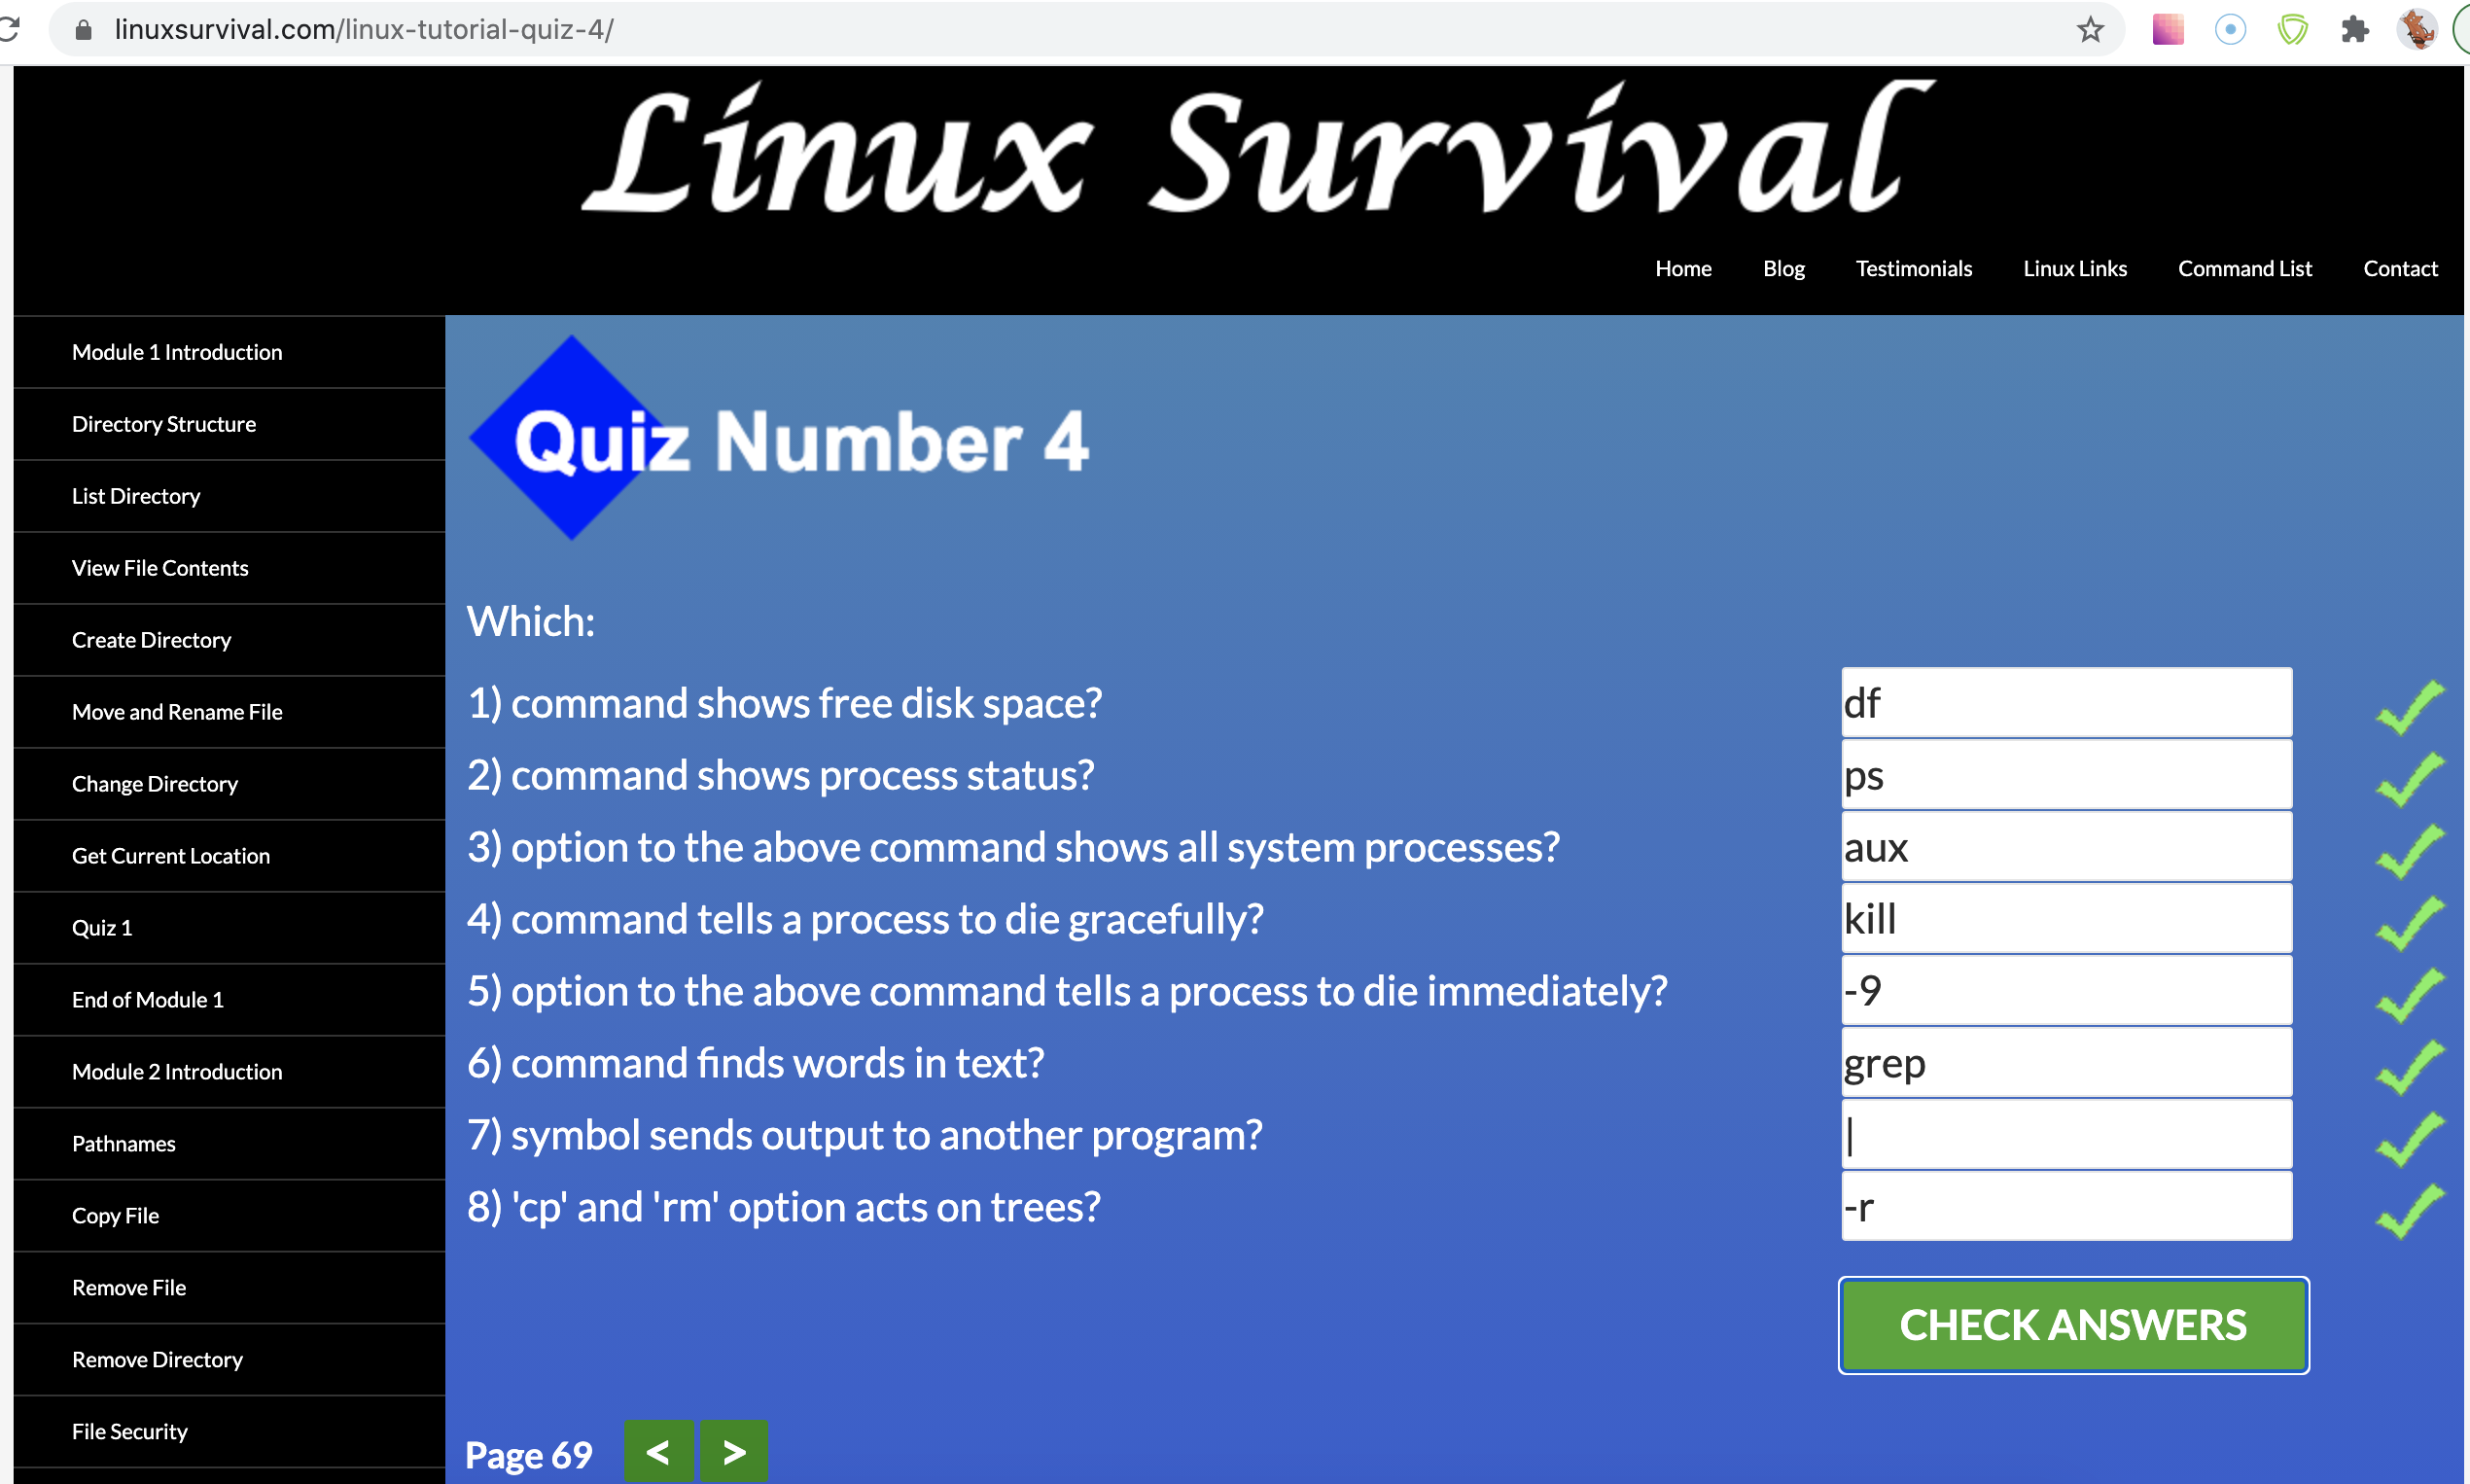 linuxsurvival.com/linux-tutorial-quiz-4/
Linux Survival
Home Blog Testimonials Linux Links Command List Contact
Module 1 Introduction
Directory Structure
List Directory
View File Contents
Create Directory
Move and Rename File
Change Directory
Get Current Location
Quiz 1
End of Module 1
Module 2 Introduction
Pathnames
Copy File
Remove File
Remove Directory
File Security
Quiz Number 4
Which:
1) command shows free disk space? df
2) command shows process status? ps
3) option to the above command shows all system processes? aux
4) command tells a process to die gracefully? kill
5) option to the above command tells a process to die immediately? -9
6) command finds words in text? grep
7) symbol sends output to another program? |
8) 'cp' and 'rm' option acts on trees? -r
CHECK ANSWERS
Page 69 < >